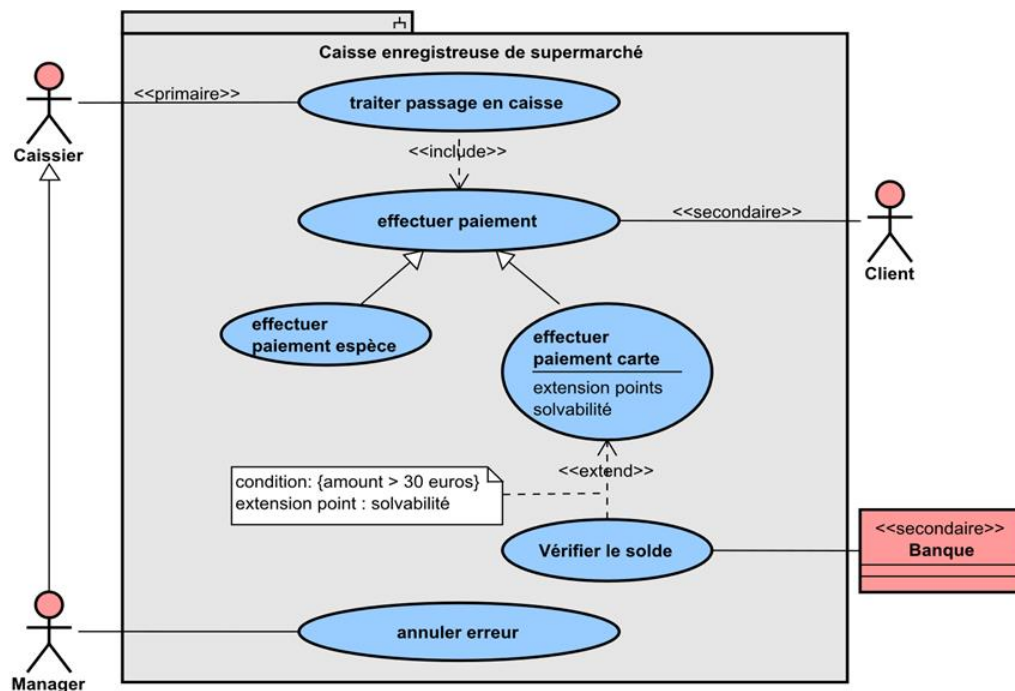 Caisse enregistreuse de supermarché
<<primaire>>
traiter passage en caisse
Caissier
<<include>>
effectuer paiement
<<secondaire>>
Client
effectuer
paiement espèce
effectuer
paiement carte
extension points
solvabilité
<<extend>>
condition: {amount > 30 euros}
extension point : solvabilité
Vérifier le solde
<<secondaire>>
Banque
annuler erreur
Manager